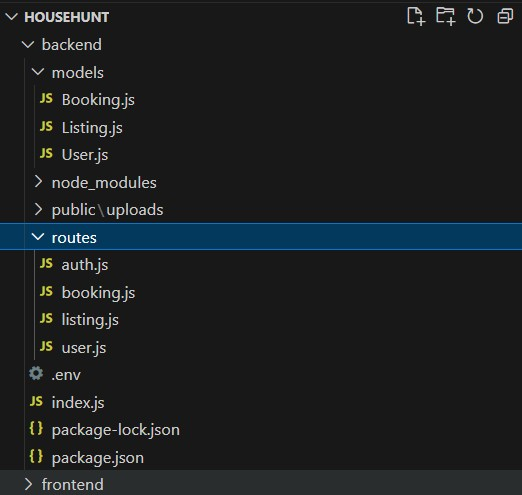 HOUSEHUNT
backend
models
JS Booking.js
JS Listing.js
JS User.js
node_modules
public\uploads
routes
JS auth.js
JS booking.js
JS listing.js
JS user.js
.env
JS index.js
{} package-lock.json
{} package.json
frontend